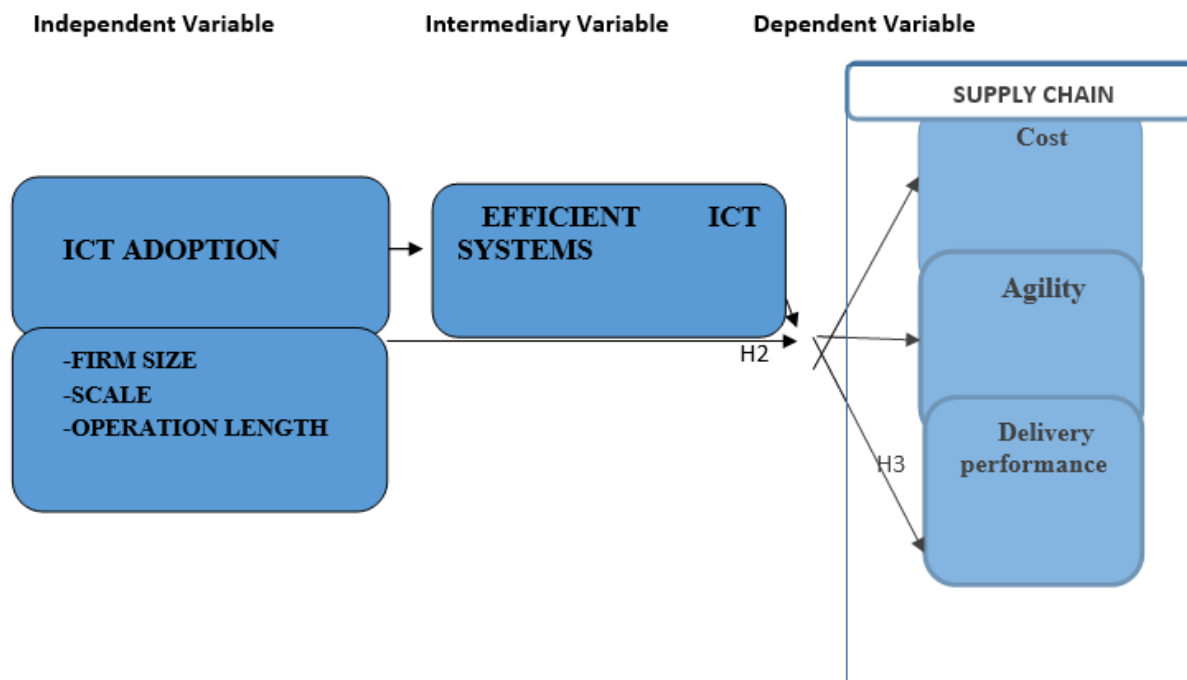 Independent Variable
Intermediary Variable
Dependent Variable
SUPPLY CHAIN
Cost
ICT ADOPTION
EFFICIENT ICT
SYSTEMS
Agility
-FIRM SIZE
-SCALE
-OPERATION LENGTH
H2
Delivery
performance
H3